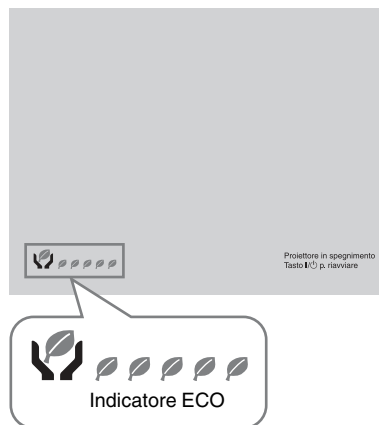 Proiettore in spegnimento
Tasto I/⏻ p. riavviare
Indicatore ECO